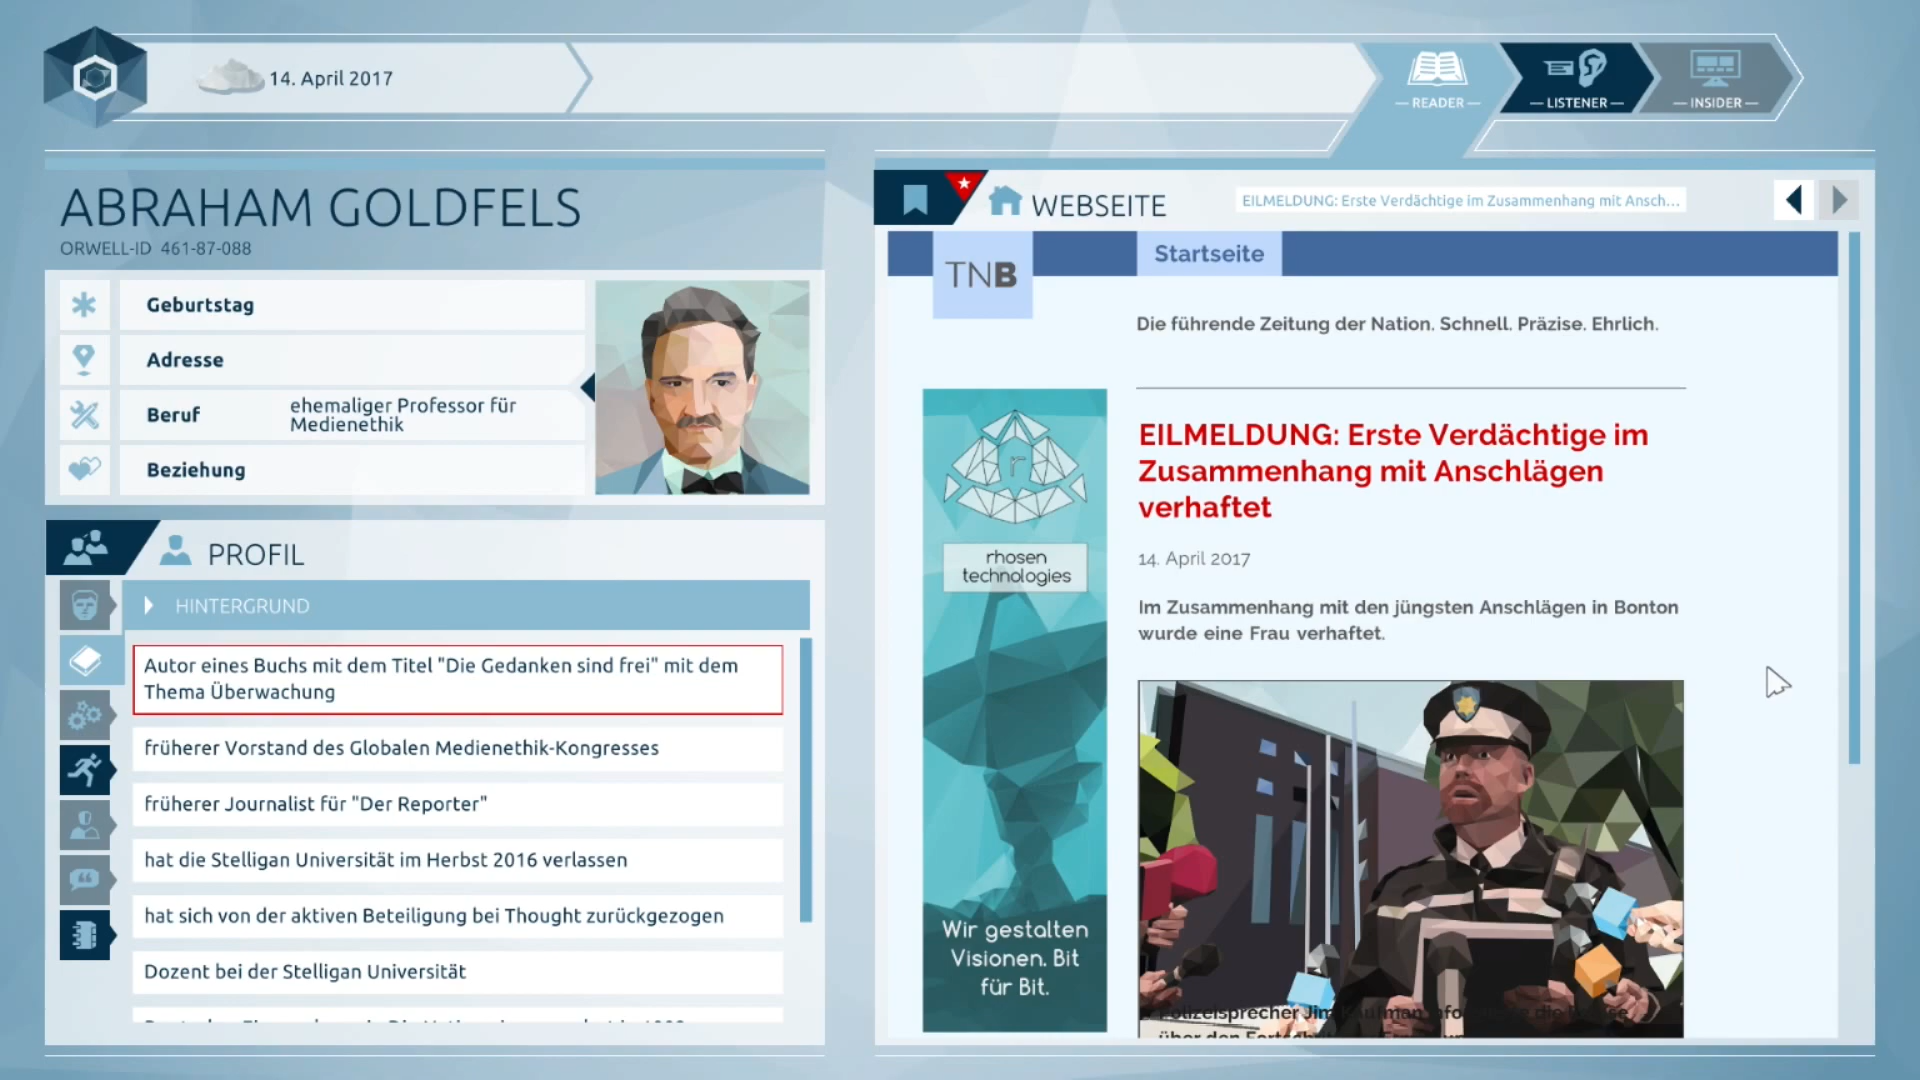 14. April 2017
READER
LISTENER
INSIDER
ABRAHAM GOLDFELS
ORWELL-ID 461-87-088
Geburtstag
Adresse
Beruf
ehemaliger Professor für
Medienethik
Beziehung
PROFIL
HINTERGRUND
Autor eines Buchs mit dem Titel "Die Gedanken sind frei" mit dem
Thema Überwachung
früherer Vorstand des Globalen Medienethik-Kongresses
früherer Journalist für "Der Reporter"
hat die Stelligan Universität im Herbst 2016 verlassen
hat sich von der aktiven Beteiligung bei Thought zurückgezogen
Dozent bei der Stelligan Universität
WEBSEITE
EILMELDUNG: Erste Verdächtige im Zusammenhang mit Ansch...
TNB
Startseite
Die führende Zeitung der Nation. Schnell. Präzise. Ehrlich.
r
rhosen
technologies
Wir gestalten
Visionen. Bit
für Bit.
EILMELDUNG: Erste Verdächtige im
Zusammenhang mit Anschlägen
verhaftet
14. April 2017
Im Zusammenhang mit den jüngsten Anschlägen in Bonton
wurde eine Frau verhaftet.
Polizeisprecher Jim